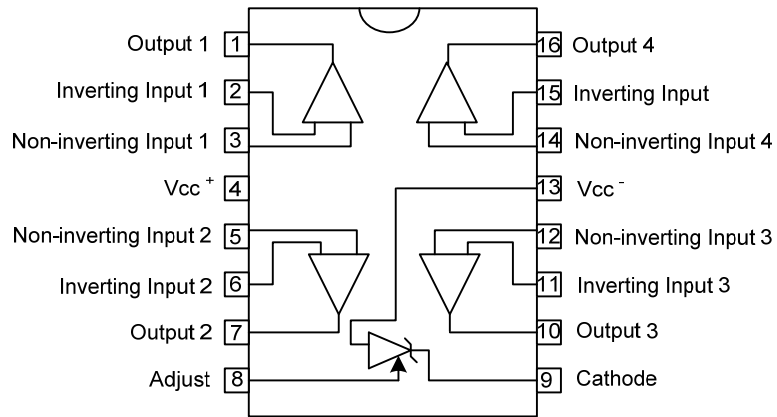 Output 1 1 16 Output 4
Inverting Input 1 2 15 Inverting Input
Non-inverting Input 1 3 14 Non-inverting Input 4
Vcc + 4 13 Vcc -
Non-inverting Input 2 5 12 Non-inverting Input 3
Inverting Input 2 6 11 Inverting Input 3
Output 2 7 10 Output 3
Adjust 8 9 Cathode